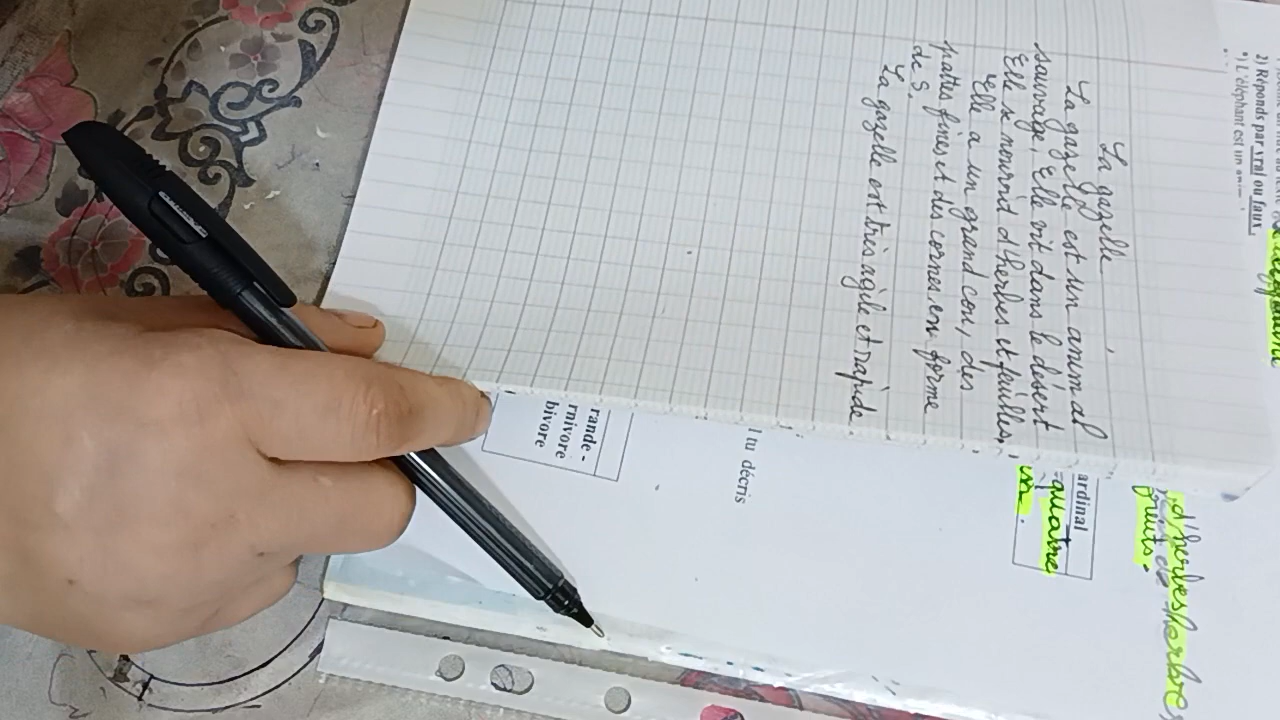 2) Réponds par vrai ou faux.
*) L'éléphant est un
La gazelle
La gazelle est un animal
sauvage. Elle vit dans le désert
Elle se nourrid d'herbes et feuilles,
Elle a un grand cou, des
pattes fines, et des cornes en forme
de S.
La gazelle est très agile et rapide.
d'herbes/herbes,
fruits.
ardinal
quatre
un.
l tu décris
rande -
rnivore
bivore